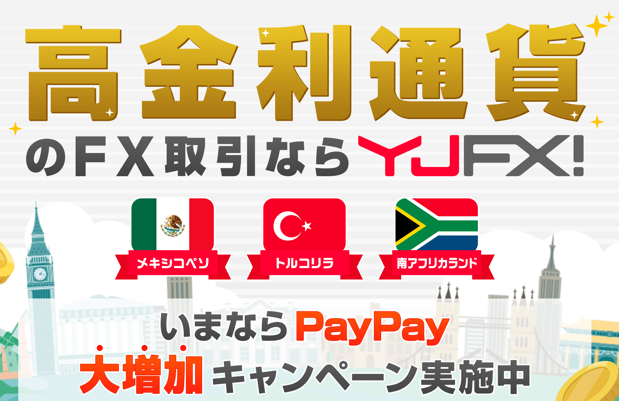 高金利通貨
のFX取引ならYJFX!
メキシコペソ
トルコリラ
南アフリカランド
いまならPayPay
大増加キャンペーン実施中